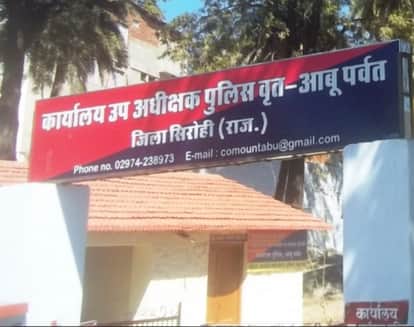 कार्यालय उप अधीक्षक पुलिस वृत-आबू पर्वत
जिला सिरोही (राज.)
Phone no. 02974-238973 E-mail : comountabu@gmail.com
कार्यालय